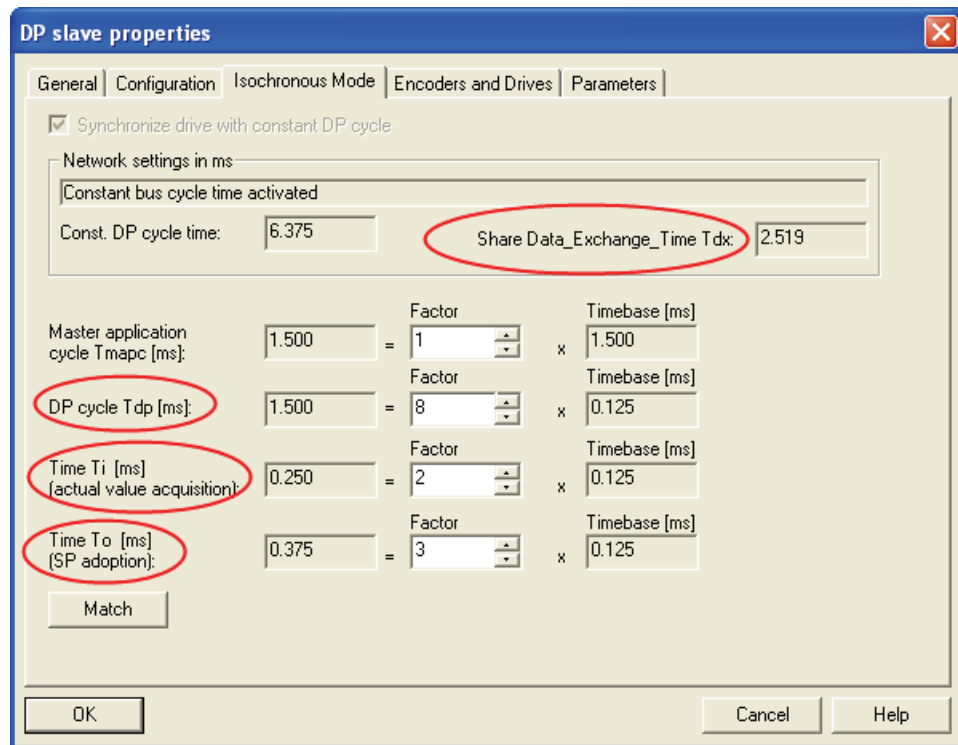 DP slave properties
General Configuration Isochronous Mode Encoders and Drives Parameters
Synchronize drive with constant DP cycle
Network settings in ms
Constant bus cycle time activated
Const. DP cycle time: 6.375 Share Data_Exchange_Time Tdx: 2.519
Factor Timebase [ms]
Master application
cycle Tmapc [ms]: 1.500 = 1 x 1.500
Factor Timebase [ms]
DP cycle Tdp [ms]: 1.500 = 8 x 0.125
Factor Timebase [ms]
Time Ti [ms]
(actual value acquisition): 0.250 = 2 x 0.125
Factor Timebase [ms]
Time To [ms]
(SP adoption): 0.375 = 3 x 0.125
Match
OK Cancel Help